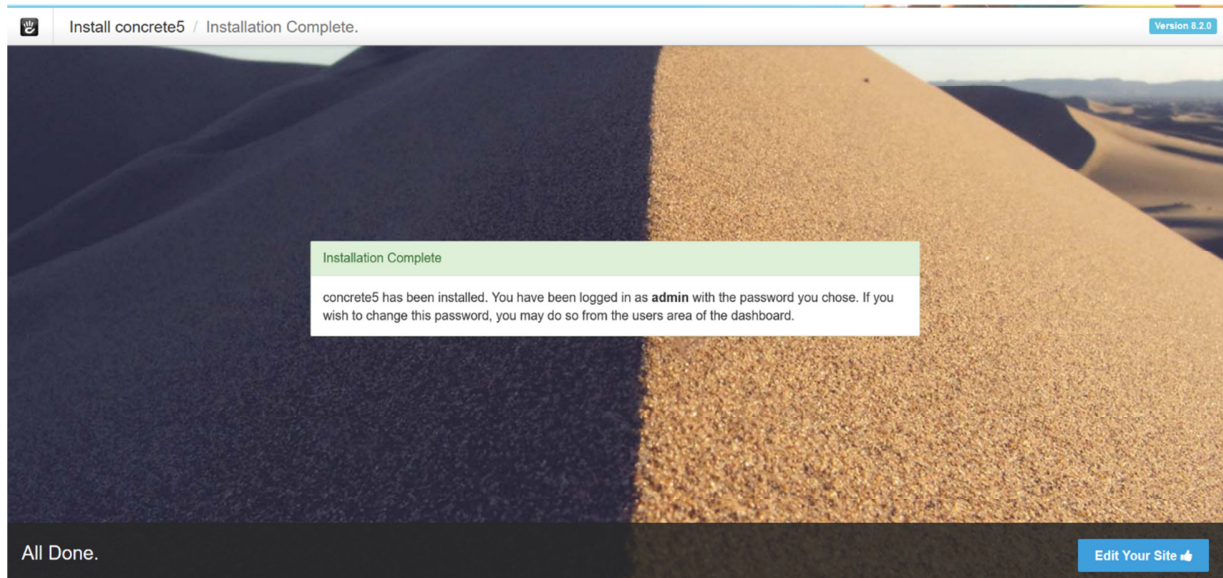 Install concrete5 / Installation Complete.
Version 8.2.0
Installation Complete
concrete5 has been installed. You have been logged in as admin with the password you chose. If you
wish to change this password, you may do so from the users area of the dashboard.
All Done.
Edit Your Site